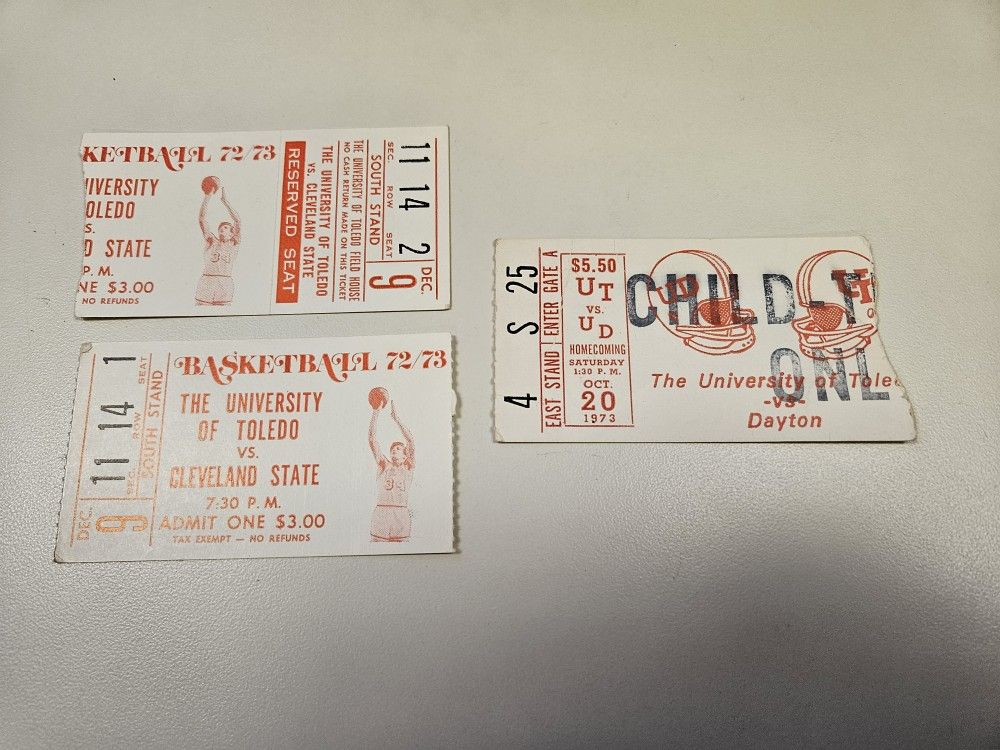 KETBALL 72/73
IVERSITY
OLEDO
S.
D STATE
P. M.
NE $3.00
NO REFUNDS
RESERVED SEAT
THE UNIVERSITY OF TOLEDO
vs. CLEVELAND STATE
NO CASH RETURN MADE ON THIS TICKET
THE UNIVERSITY OF TOLEDO FIELD HOUSE
SOUTH STAND
SEC. ROW SEAT
11 14 2
DEC.
9
34
DEC.
9
11 14 1
SEC. ROW SEAT
SOUTH STAND
BASKETBALL 72/73
THE UNIVERSITY
OF TOLEDO
VS.
CLEVELAND STATE
7:30 P. M.
ADMIT ONE $3.00
TAX EXEMPT — NO REFUNDS
34
4 S 25
EAST STAND ENTER GATE A
$5.50
UT
VS.
UD
HOMECOMING
SATURDAY
1:30 P. M.
OCT.
20
1973
CHILD-
ONL
UD
The University of Tole
-vs-
Dayton